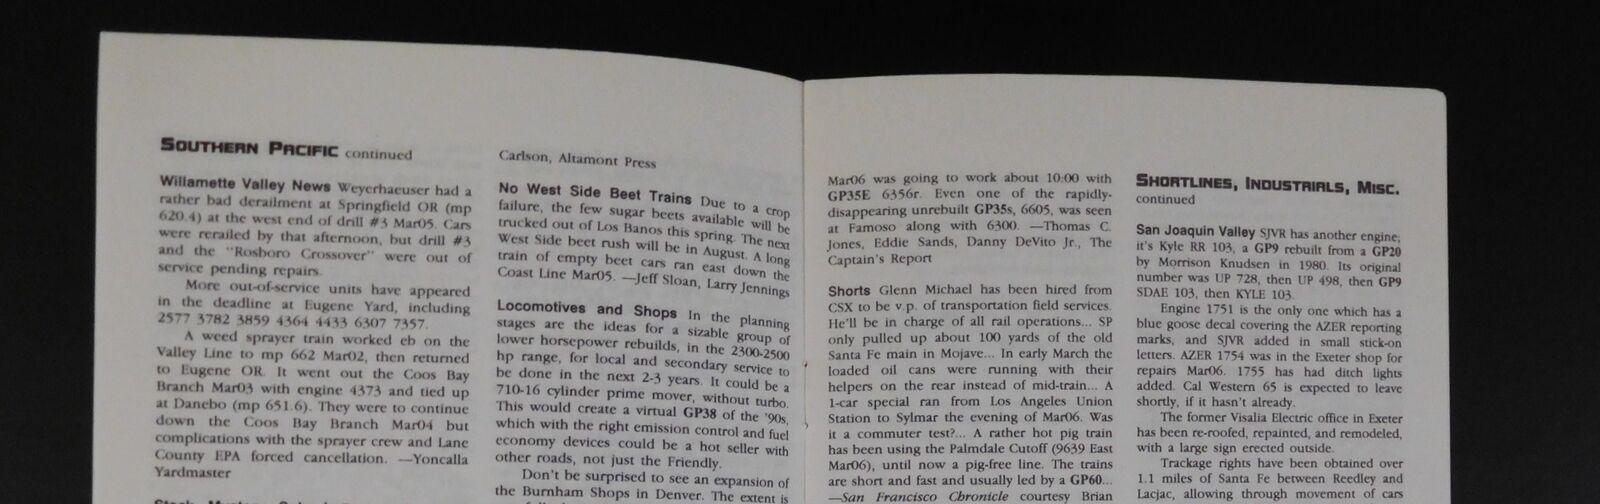 SOUTHERN PACIFIC continued
Willamette Valley News Weyerhaeuser had a
rather bad derailment at Springfield OR (mp
620.4) at the west end of drill #3 Mar05. Cars
were rerailed by that afternoon, but drill #3
and the "Rosboro Crossover" were out of
service pending repairs.
More out-of-service units have appeared
in the deadline at Eugene Yard, including
2577 3782 3859 4364 4433 6307 7357.
A weed sprayer train worked eb on the
Valley Line to mp 662 Mar02, then returned
to Eugene OR. It went out the Coos Bay
Branch Mar03 with engine 4373 and tied up
at Danebo (mp 651.6). They were to continue
down the Coos Bay Branch Mar04 but
complications with the sprayer crew and Lane
County EPA forced cancellation. —Yoncalla
Yardmaster
Carlson, Altamont Press
No West Side Beet Trains Due to a crop
failure, the few sugar beets available will be
trucked out of Los Banos this spring. The next
West Side beet rush will be in August. A long
train of empty beet cars ran east down the
Coast Line Mar05. —Jeff Sloan, Larry Jennings
Locomotives and Shops In the planning
stages are the ideas for a sizable group of
lower horsepower rebuilds, in the 2300-2500
hp range, for local and secondary service to
be done in the next 2-3 years. It could be a
710-16 cylinder prime mover, without turbo.
This would create a virtual GP38 of the '90s,
which with the right emission control and fuel
economy devices could be a hot seller with
other roads, not just the Friendly.
Don't be surprised to see an expansion of
the Burnham Shops in Denver. The extent is
Mar06 was going to work about 10:00 with
GP35E 6356r. Even one of the rapidly-
disappearing unrebuilt GP35s, 6605, was seen
at Famoso along with 6300. —Thomas C.
Jones, Eddie Sands, Danny DeVito Jr., The
Captain's Report
Shorts Glenn Michael has been hired from
CSX to be v.p. of transportation field services.
He'll be in charge of all rail operations... SP
only pulled up about 100 yards of the old
Santa Fe main in Mojave... In early March the
loaded oil cans were running with their
helpers on the rear instead of mid-train... A
1-car special ran from Los Angeles Union
Station to Sylmar the evening of Mar06. Was
it a commuter test?... A rather hot pig train
has been using the Palmdale Cutoff (9639 East
Mar06), until now a pig-free line. The trains
are short and fast and usually led by a GP60...
—San Francisco Chronicle courtesy Brian
SHORTLINES, INDUSTRIALS, MISC.
continued
San Joaquin Valley SJVR has another engine;
it's Kyle RR 103, a GP9 rebuilt from a GP20
by Morrison Knudsen in 1980. Its original
number was UP 728, then UP 498, then GP9
SDAE 103, then KYLE 103.
Engine 1751 is the only one which has a
blue goose decal covering the AZER reporting
marks, and SJVR added in small stick-on
letters. AZER 1754 was in the Exeter shop for
repairs Mar06. 1755 has had ditch lights
added. Cal Western 65 is expected to leave
shortly, if it hasn't already.
The former Visalia Electric office in Exeter
has been re-roofed, repainted, and remodeled,
with a large sign erected outside.
Trackage rights have been obtained over
1.1 miles of Santa Fe between Reedley and
Lacjac, allowing through movement of cars